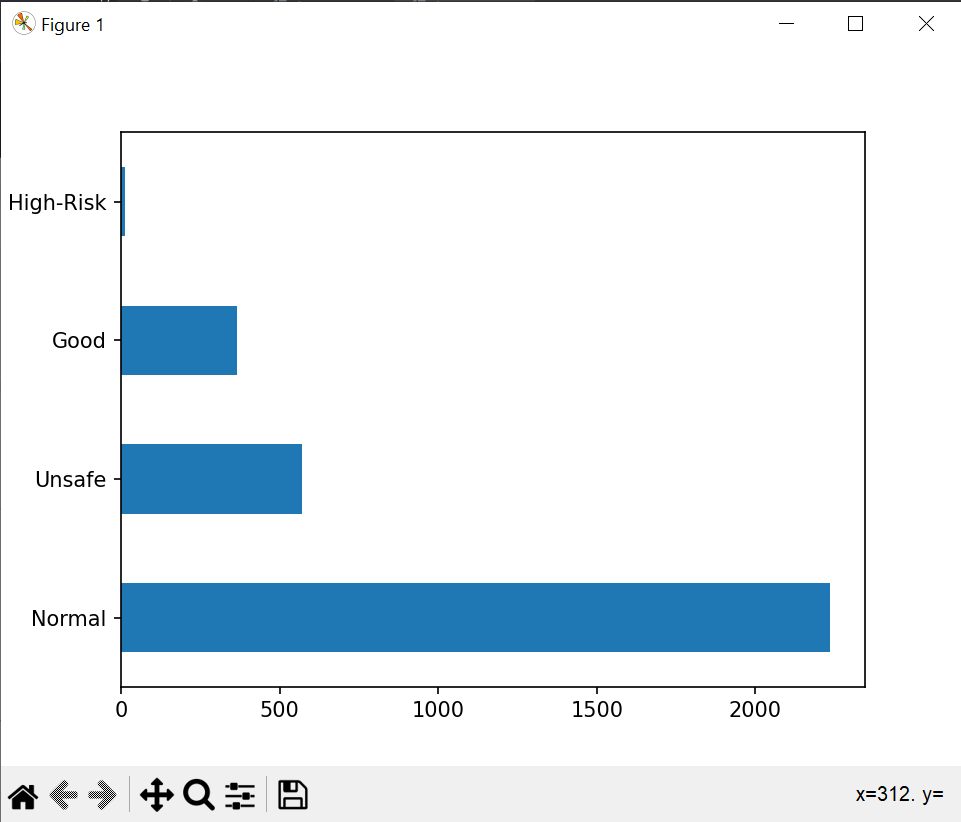 Figure 1
High-Risk
Good
Unsafe
Normal
0 500 1000 1500 2000
x=312. y=